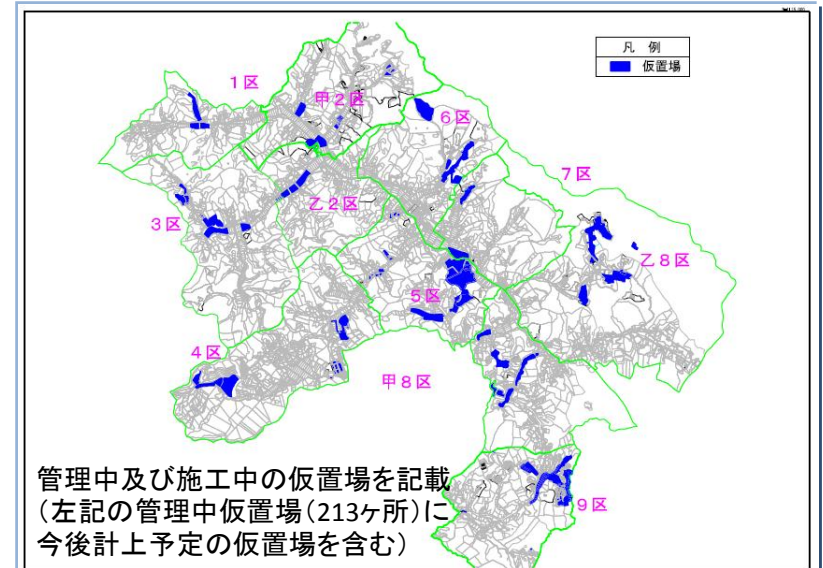 凡 例
仮置場
1区
甲2区
6区
7区
乙2区
3区
乙8区
5区
4区
甲8区
9区
管理中及び施工中の仮置場を記載
(左記の管理中仮置場(213ヶ所)に
今後計上予定の仮置場を含む)